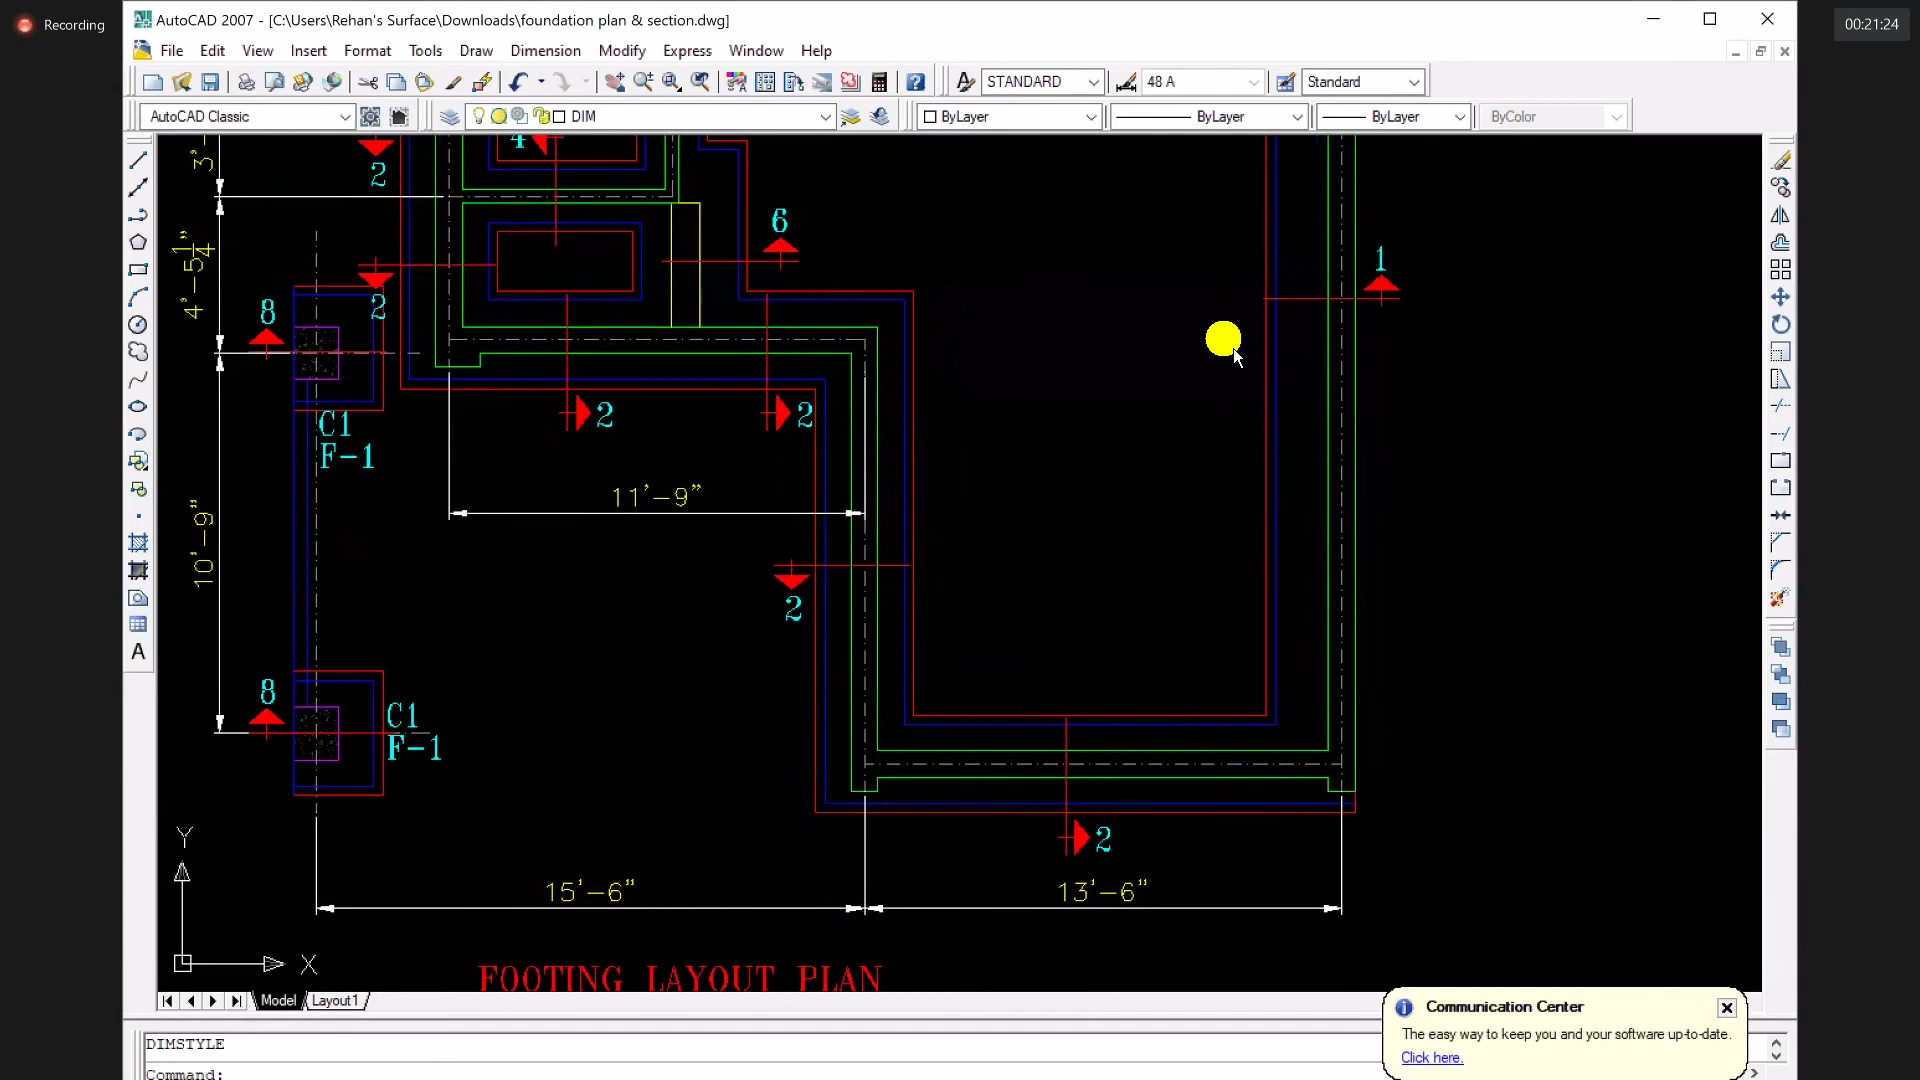 Recording
AutoCAD 2007 - [C:\Users\Rehan's Surface\Downloads\foundation plan & section.dwg]
00:21:24
File Edit View Insert Format Tools Draw Dimension Modify Express Window Help
STANDARD 48 A Standard
AutoCAD Classic DIM ByLayer ByLayer ByLayer ByColor
3'-
2
4
6
4'-5 1/4"
1
8
2
C1
F-1
2
2
11'-9"
10'-9"
2
8
C1
F-1
2
15'-6"
13'-6"
Y
X
FOOTING LAYOUT PLAN
Model Layout1
A
DIMSTYLE
Command:
Communication Center
The easy way to keep you and your software up-to-date.
Click here.